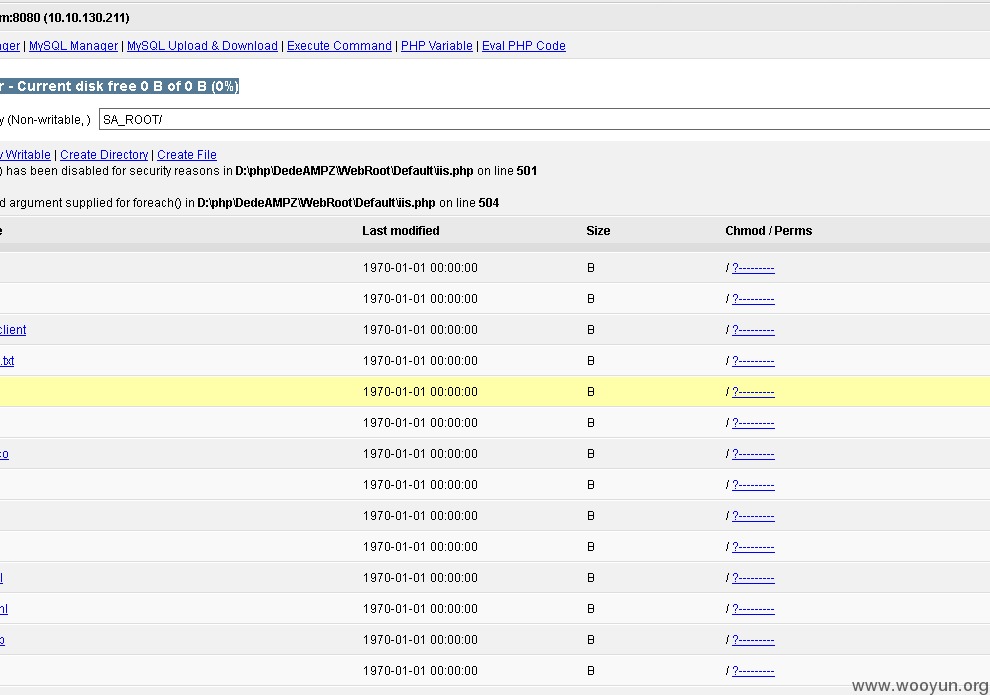 m:8080 (10.10.130.211)
ger | MySQL Manager | MySQL Upload & Download | Execute Command | PHP Variable | Eval PHP Code
r - Current disk free 0 B of 0 B (0%)
y (Non-writable, ) SA_ROOT/
y Writable | Create Directory | Create File
) has been disabled for security reasons in D:\php\DedeAMPZ\WebRoot\Default\iis.php on line 501
d argument supplied for foreach() in D:\php\DedeAMPZ\WebRoot\Default\iis.php on line 504
e Last modified Size Chmod / Perms
1970-01-01 00:00:00 B / ?---------
1970-01-01 00:00:00 B / ?---------
client 1970-01-01 00:00:00 B / ?---------
.txt 1970-01-01 00:00:00 B / ?---------
1970-01-01 00:00:00 B / ?---------
1970-01-01 00:00:00 B / ?---------
co 1970-01-01 00:00:00 B / ?---------
1970-01-01 00:00:00 B / ?---------
1970-01-01 00:00:00 B / ?---------
1970-01-01 00:00:00 B / ?---------
l 1970-01-01 00:00:00 B / ?---------
ml 1970-01-01 00:00:00 B / ?---------
p 1970-01-01 00:00:00 B / ?---------
1970-01-01 00:00:00 B / ?---------
www.wooyun.org